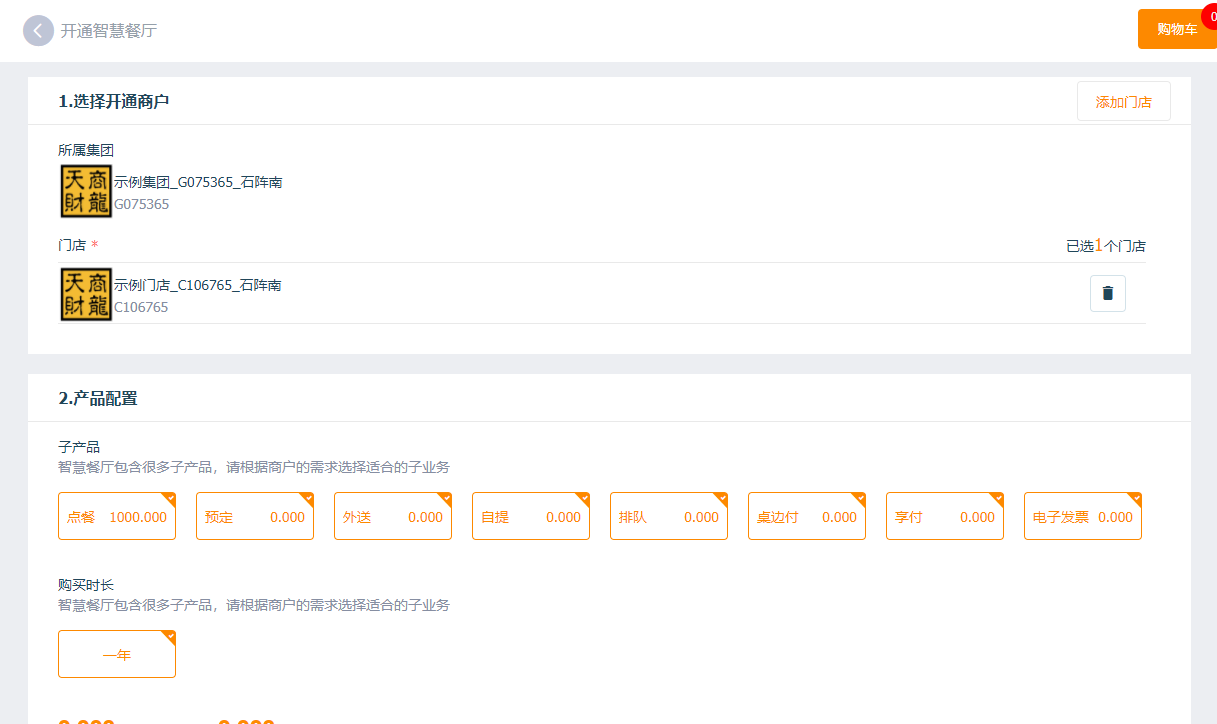 开通智慧餐厅
购物车
0
1.选择开通商户
添加门店
所属集团
天商
財龍
示例集团_G075365_石阵南
G075365
门店 *
已选1个门店
天商
財龍
示例门店_C106765_石阵南
C106765
2.产品配置
子产品
智慧餐厅包含很多子产品，请根据商户的需求选择适合的子业务
点餐 1000.000
预定 0.000
外送 0.000
自提 0.000
排队 0.000
桌边付 0.000
享付 0.000
电子发票 0.000
购买时长
智慧餐厅包含很多子产品，请根据商户的需求选择适合的子业务
一年
0.000 0.000